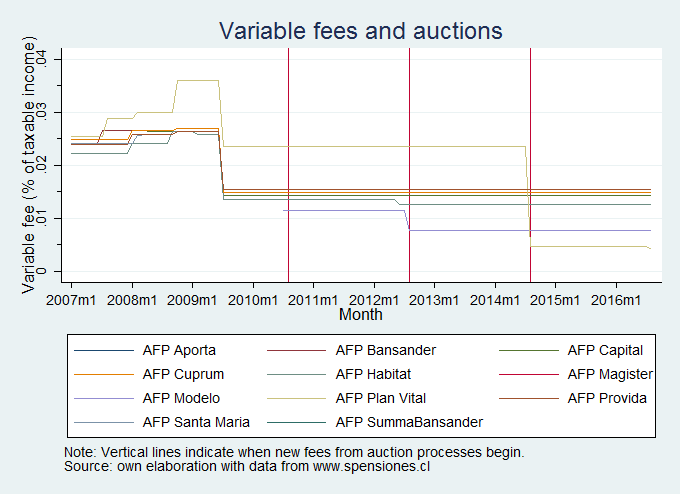 Variable fees and auctions
Variable fee (% of taxable income)
.04
.03
.02
.01
0
2007m1 2008m1 2009m1 2010m1 2011m1 2012m1 2013m1 2014m1 2015m1 2016m1
Month
AFP Aporta AFP Bansander AFP Capital
AFP Cuprum AFP Habitat AFP Magister
AFP Modelo AFP Plan Vital AFP Provida
AFP Santa Maria AFP SummaBansander
Note: Vertical lines indicate when new fees from auction processes begin.
Source: own elaboration with data from www.spensiones.cl